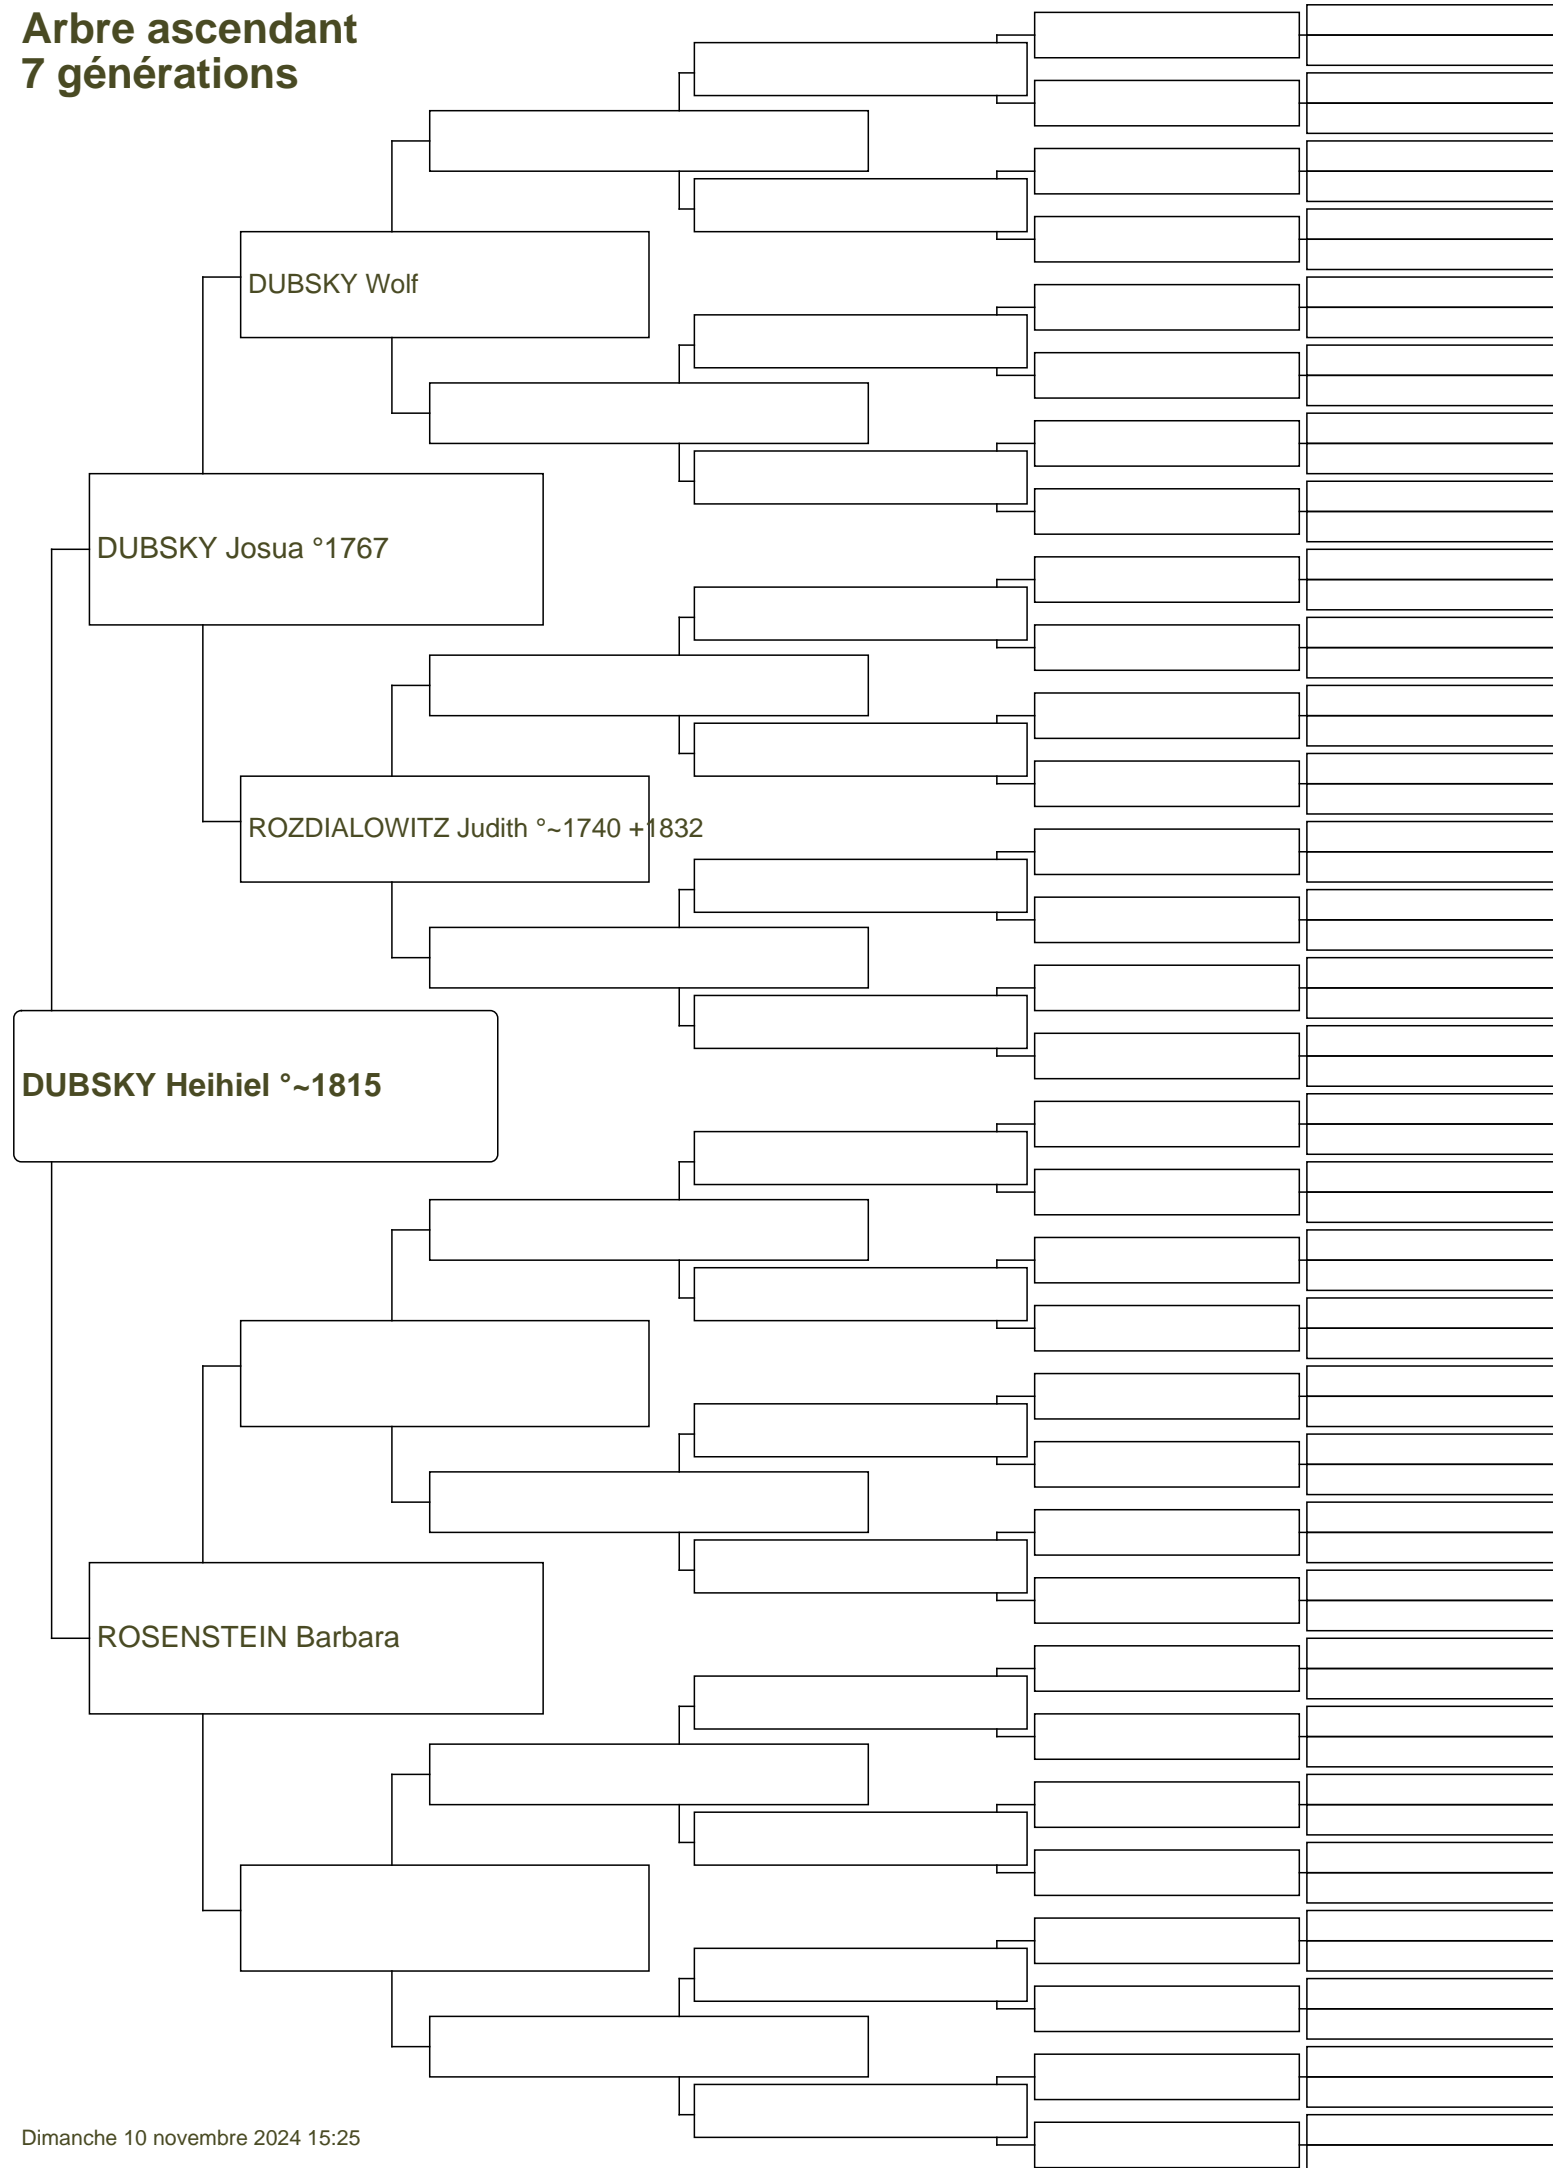 Arbre ascendant
7 générations
DUBSKY Wolf
DUBSKY Josua °1767
ROZDIALOWITZ Judith °~1740 +1832
DUBSKY Heihiel °~1815
ROSENSTEIN Barbara
Dimanche 10 novembre 2024 15:25